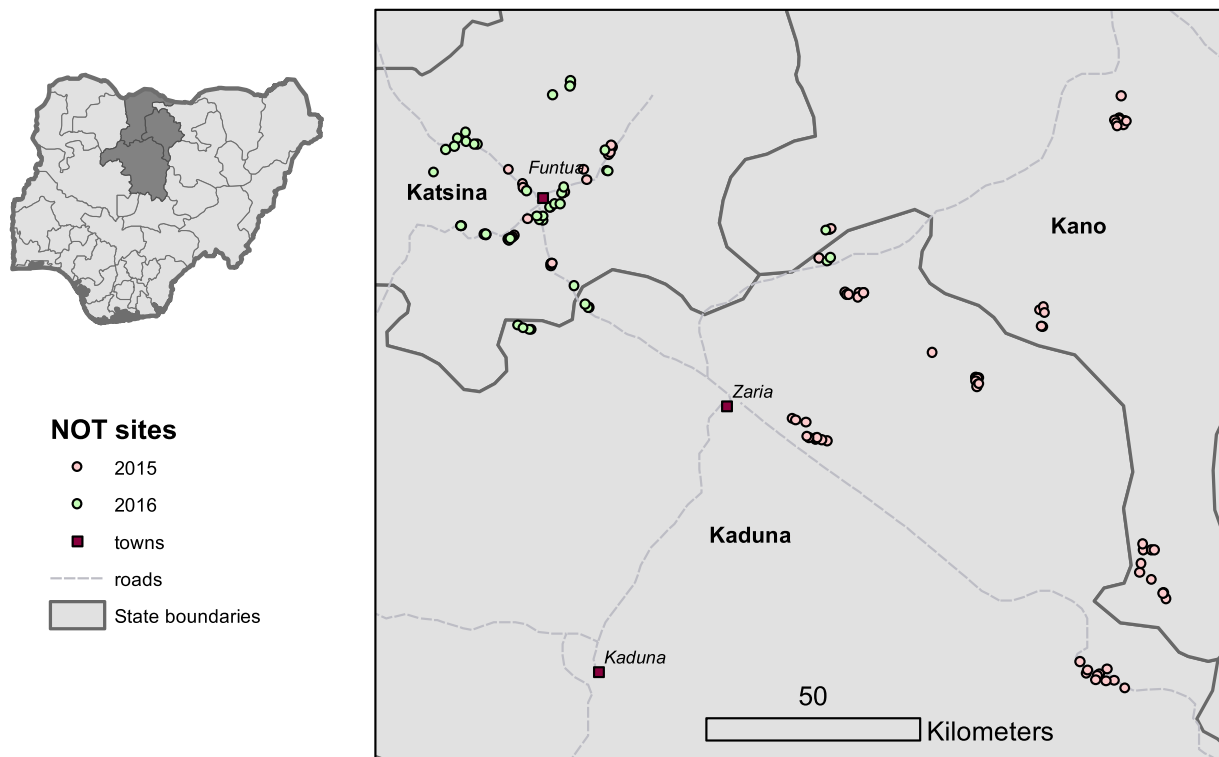 Funtua
Katsina
Kano
Zaria
Kaduna
Kaduna
50
Kilometers
NOT sites
2015
2016
towns
roads
State boundaries